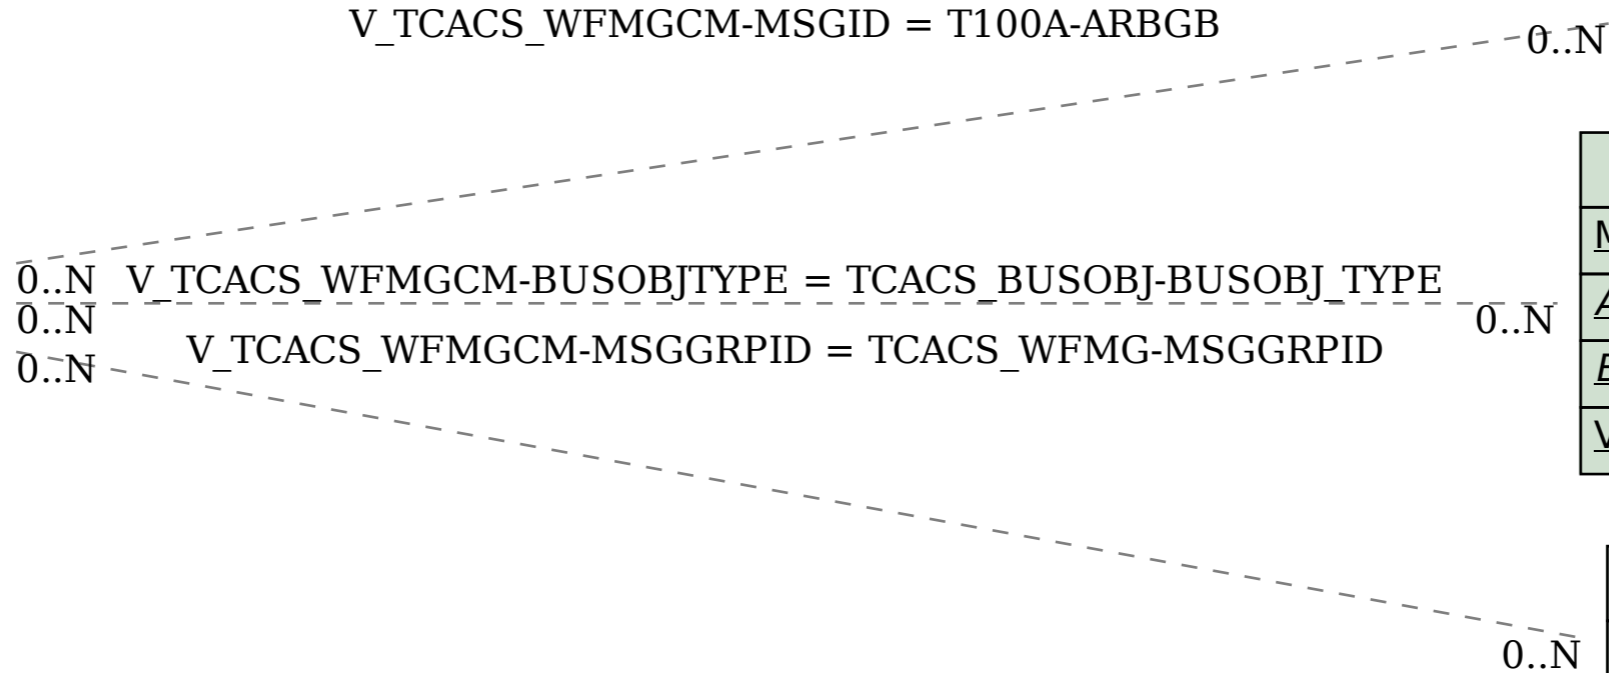 V_TCACS_WFMGCM-MSGID = T100A-ARBGB
0..N
0..N V_TCACS_WFMGCM-BUSOBJTYPE = TCACS_BUSOBJ-BUSOBJ_TYPE
0..N 0..N
V_TCACS_WFMGCM-MSGGRPID = TCACS_WFMG-MSGGRPID
0..N
0..N